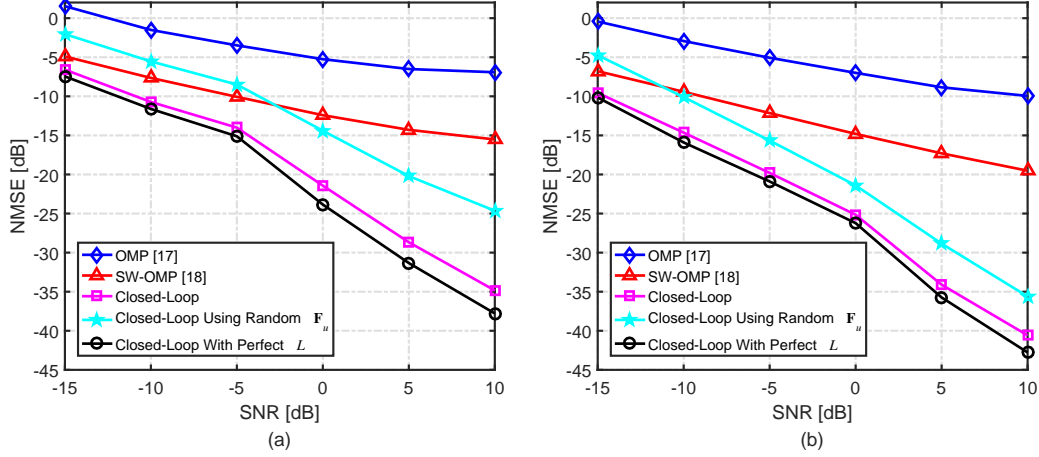 0
-5
-10
-15
-20
-25
-30
-35
-40
-45
NMSE [dB]
OMP [17]
SW-OMP [18]
Closed-Loop
Closed-Loop Using Random F_u
Closed-Loop With Perfect L
-15 -10 -5 0 5 10
SNR [dB]
(a)
0
-5
-10
-15
-20
-25
-30
-35
-40
-45
NMSE [dB]
OMP [17]
SW-OMP [18]
Closed-Loop
Closed-Loop Using Random F_u
Closed-Loop With Perfect L
-15 -10 -5 0 5 10
SNR [dB]
(b)